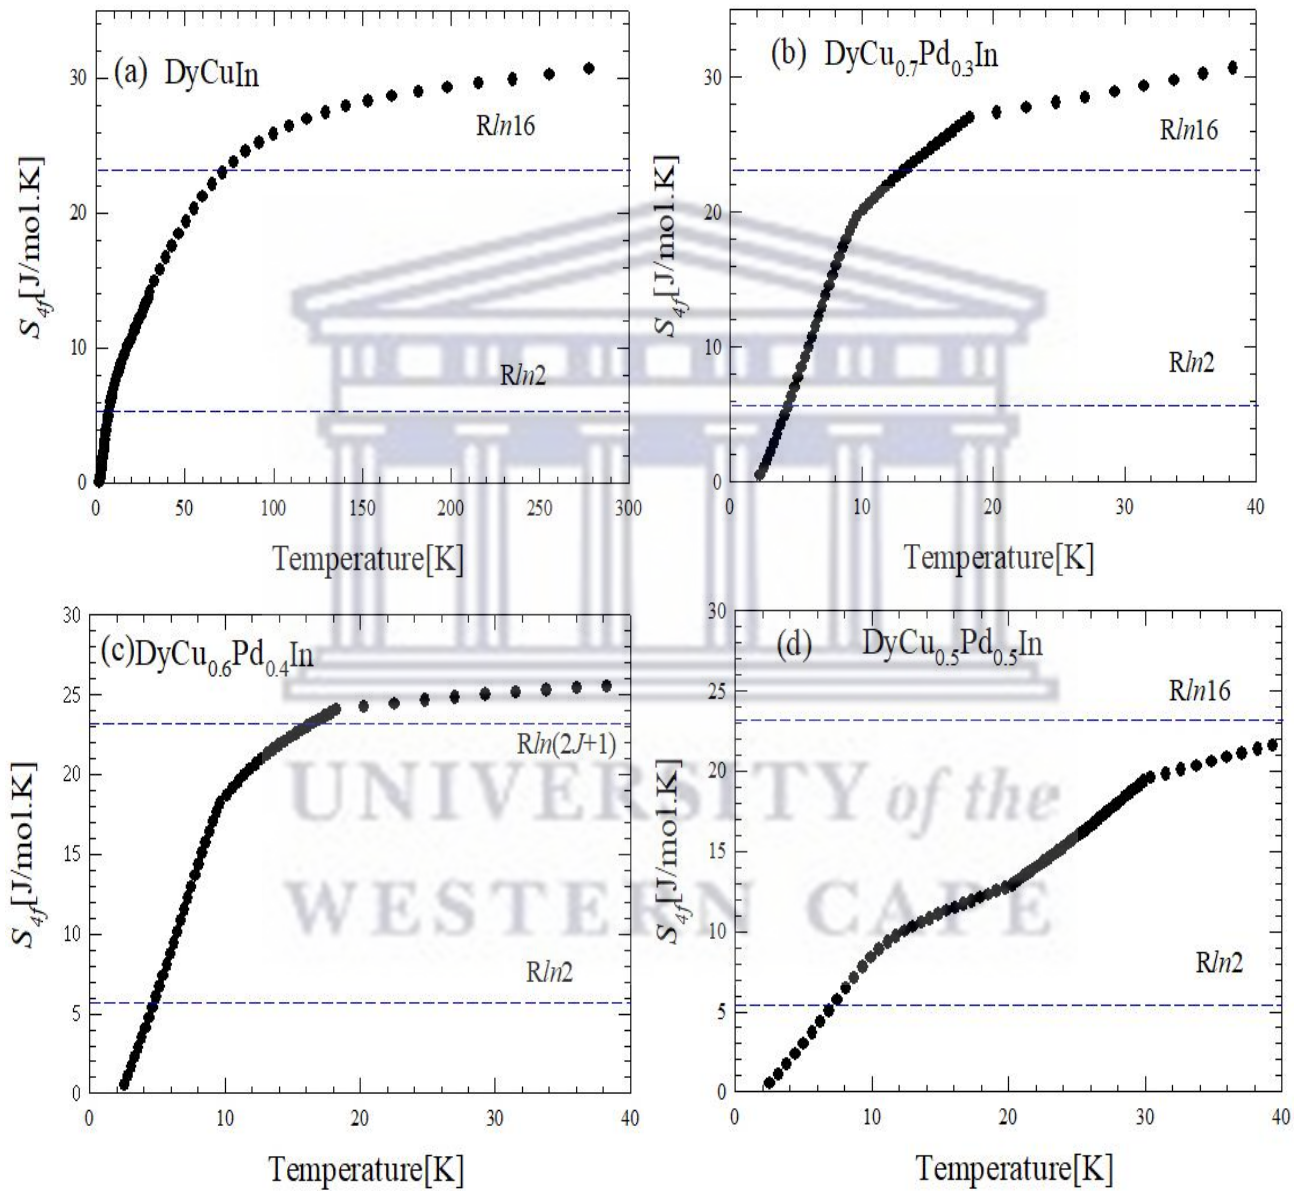 (a) DyCuIn
30
20
10
0
S4f[J/mol.K]
Rln16
Rln2
0 50 100 150 200 250 300
Temperature[K]
(b) DyCu0.7Pd0.3In
30
20
10
0
S4f[J/mol.K]
Rln16
Rln2
0 10 20 30 40
Temperature[K]
(c)DyCu0.6Pd0.4In
30
25
20
15
10
5
0
S4f[J/mol.K]
Rln(2J+1)
Rln2
0 10 20 30 40
Temperature[K]
(d) DyCu0.5Pd0.5In
30
25
20
15
10
5
0
S4f[J/mol.K]
Rln16
Rln2
0 10 20 30 40
Temperature[K]
UNIVERSITY of the
WESTERN CAPE